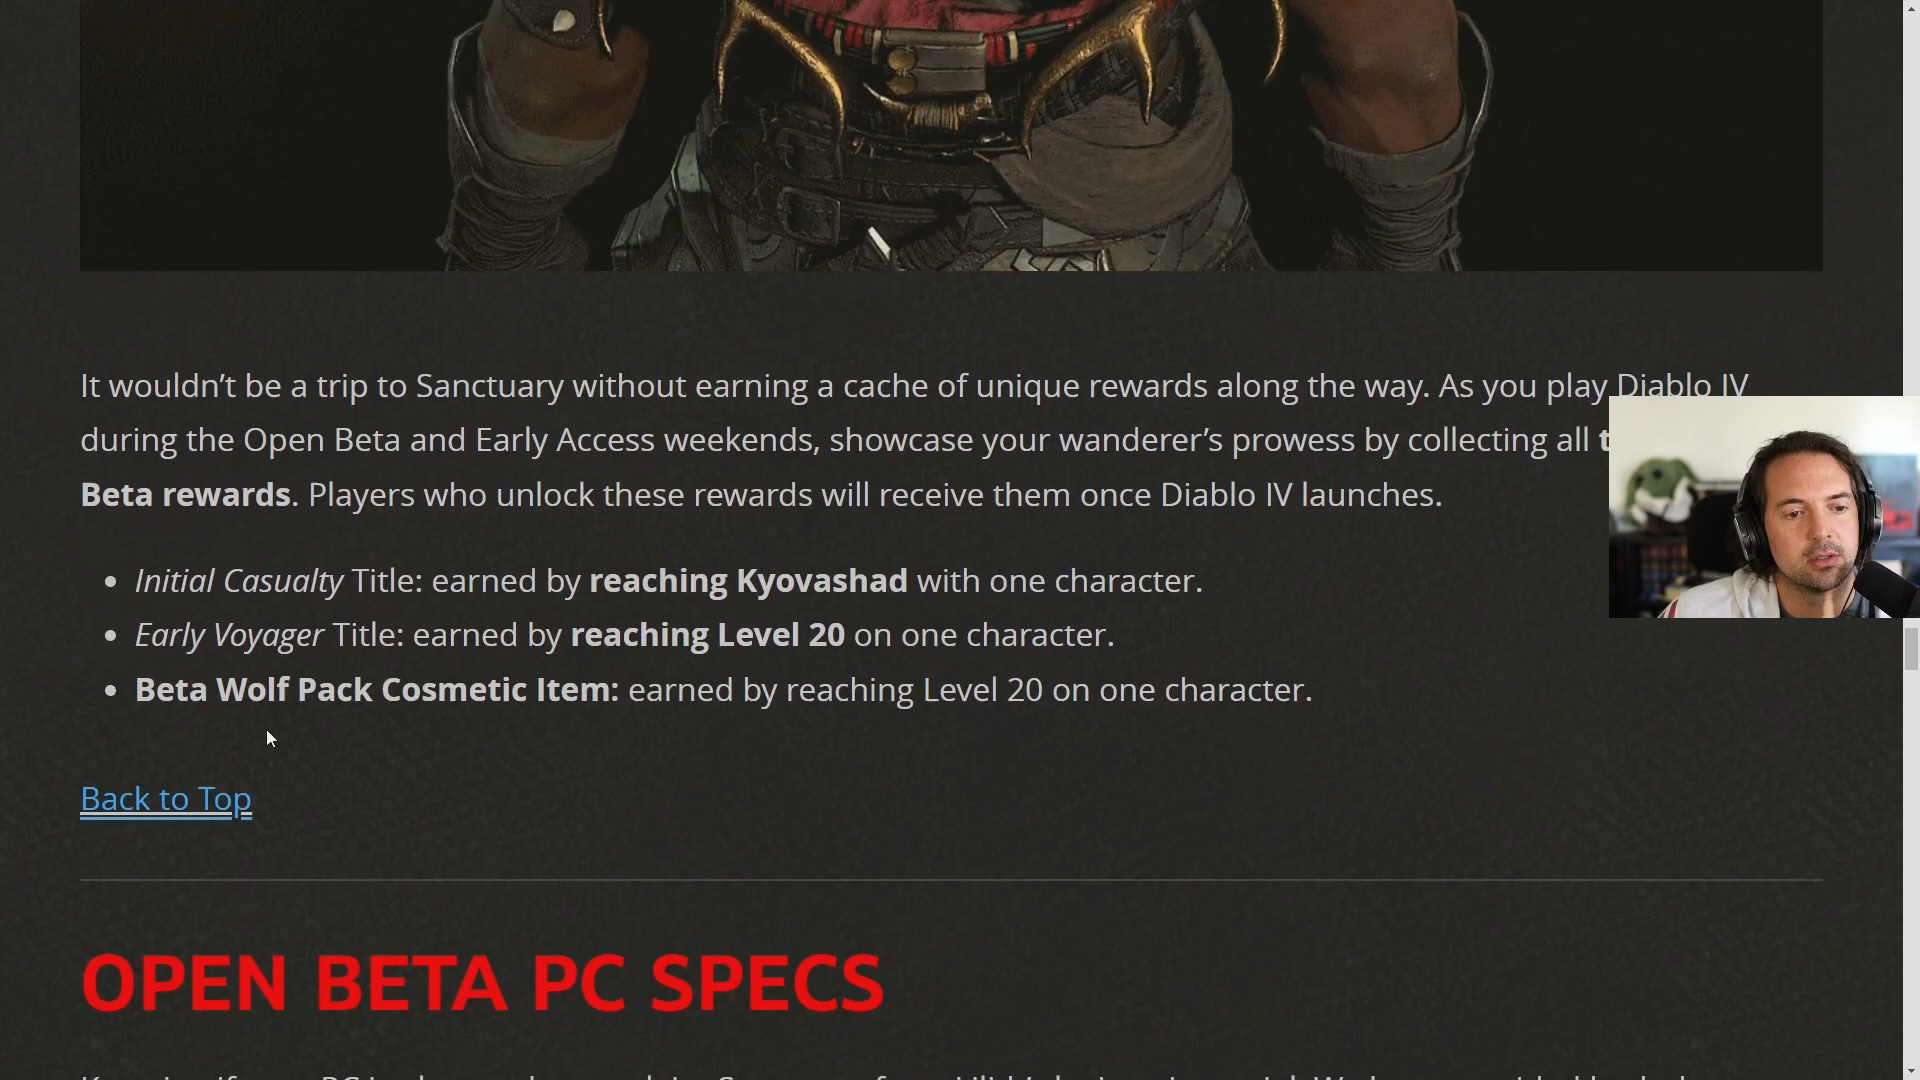 It wouldn’t be a trip to Sanctuary without earning a cache of unique rewards along the way. As you play Diablo IV
during the Open Beta and Early Access weekends, showcase your wanderer’s prowess by collecting all
Beta rewards. Players who unlock these rewards will receive them once Diablo IV launches.
• Initial Casualty Title: earned by reaching Kyovashad with one character.
• Early Voyager Title: earned by reaching Level 20 on one character.
• Beta Wolf Pack Cosmetic Item: earned by reaching Level 20 on one character.
Back to Top
OPEN BETA PC SPECS